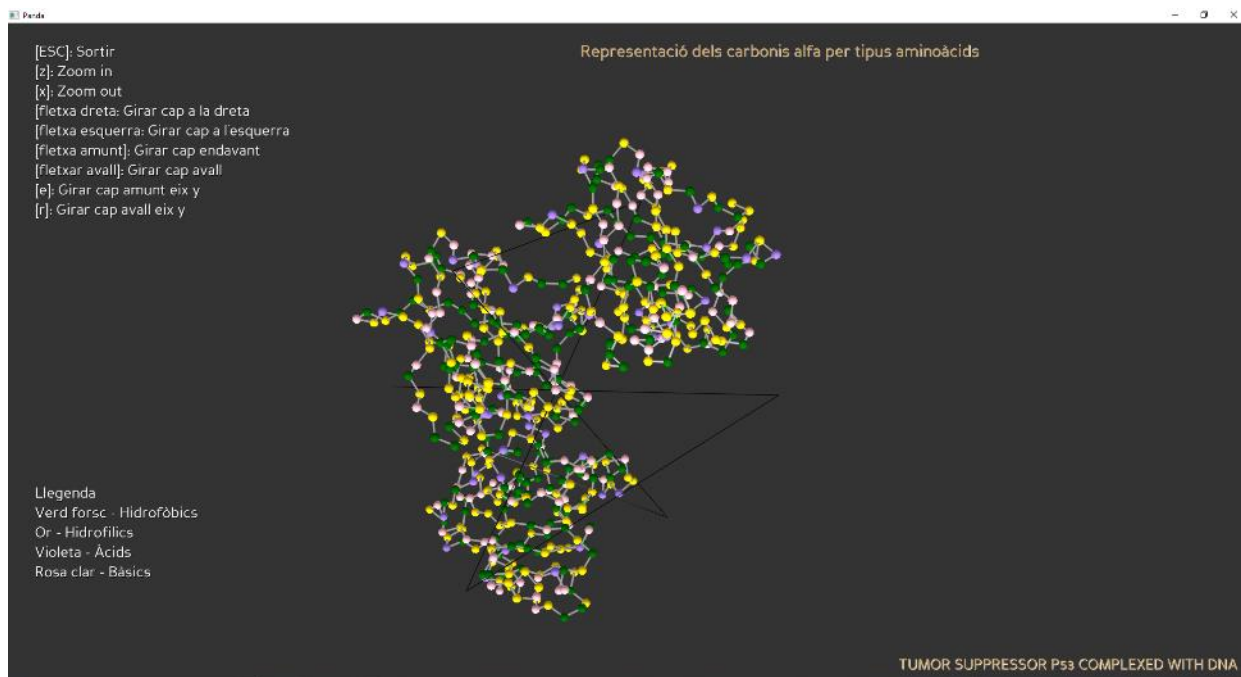 Panda
[ESC]: Sortir
[z]: Zoom in
[x]: Zoom out
[fletxa dreta: Girar cap a la dreta
[fletxa esquerra: Girar cap a l'esquerra
[fletxa amunt]: Girar cap endavant
[fletxar avall]: Girar cap avall
[e]: Girar cap amunt eix y
[r]: Girar cap avall eix y
Representació dels carbonis alfa per tipus aminoàcids
Llegenda
Verd forsc - Hidrofòbics
Or - Hidrofílics
Violeta - Àcids
Rosa clar - Bàsics
TUMOR SUPPRESSOR P53 COMPLEXED WITH DNA